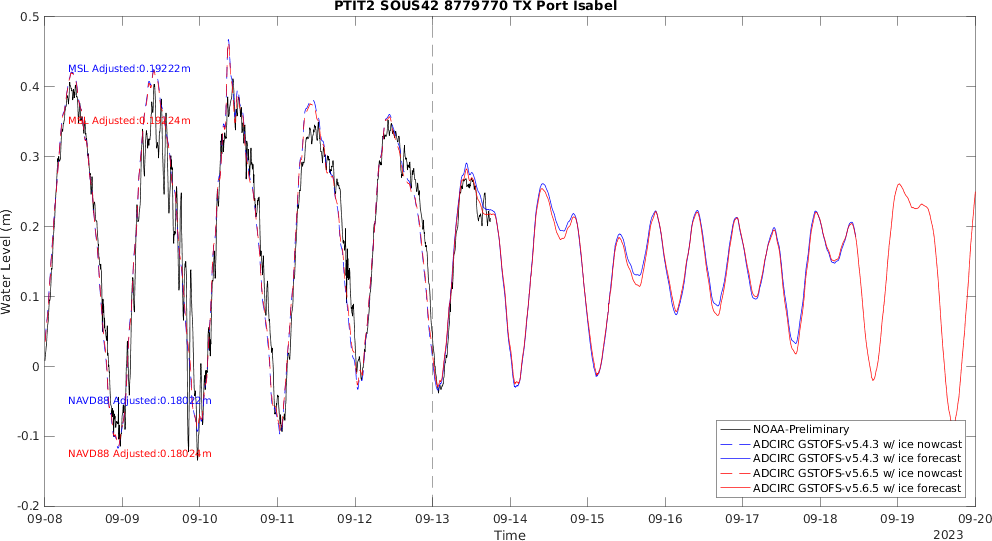 PTIT2 SOUS42 8779770 TX Port Isabel
Water Level (m)
0.5
0.4
0.3
0.2
0.1
0
-0.1
-0.2
MSL Adjusted:0.19222m
MSL Adjusted:0.19224m
NAVD88 Adjusted:0.18022m
NAVD88 Adjusted:0.18024m
NOAA-Preliminary
ADCIRC GSTOFS-v5.4.3 w/ ice nowcast
ADCIRC GSTOFS-v5.4.3 w/ ice forecast
ADCIRC GSTOFS-v5.6.5 w/ ice nowcast
ADCIRC GSTOFS-v5.6.5 w/ ice forecast
09-08 09-09 09-10 09-11 09-12 09-13 09-14 09-15 09-16 09-17 09-18 09-19 09-20
Time
2023